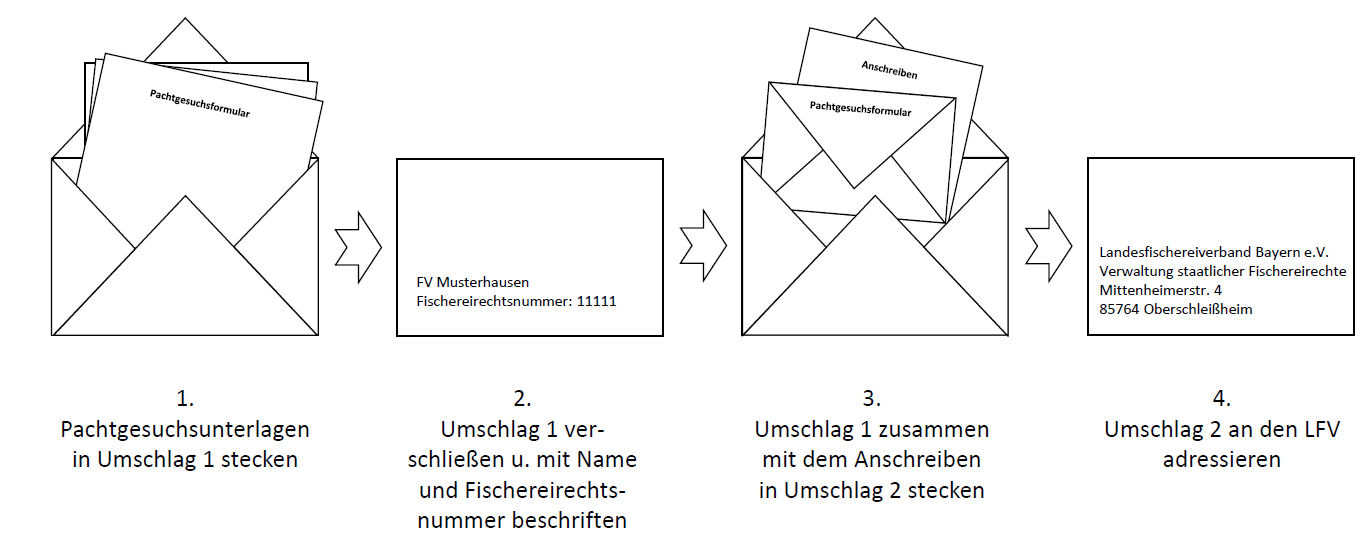 Pachtgesuchsformular
FV Musterhausen
Fischereirechtsnummer: 11111
Anschreiben
Pachtgesuchsformular
Landesfischereiverband Bayern e.V.
Verwaltung staatlicher Fischereirechte
Mittenheimerstr. 4
85764 Oberschleißheim
1.
Pachtgesuchsunterlagen
in Umschlag 1 stecken
2.
Umschlag 1 ver-
schließen u. mit Name
und Fischereirechts-
nummer beschriften
3.
Umschlag 1 zusammen
mit dem Anschreiben
in Umschlag 2 stecken
4.
Umschlag 2 an den LFV
adressieren